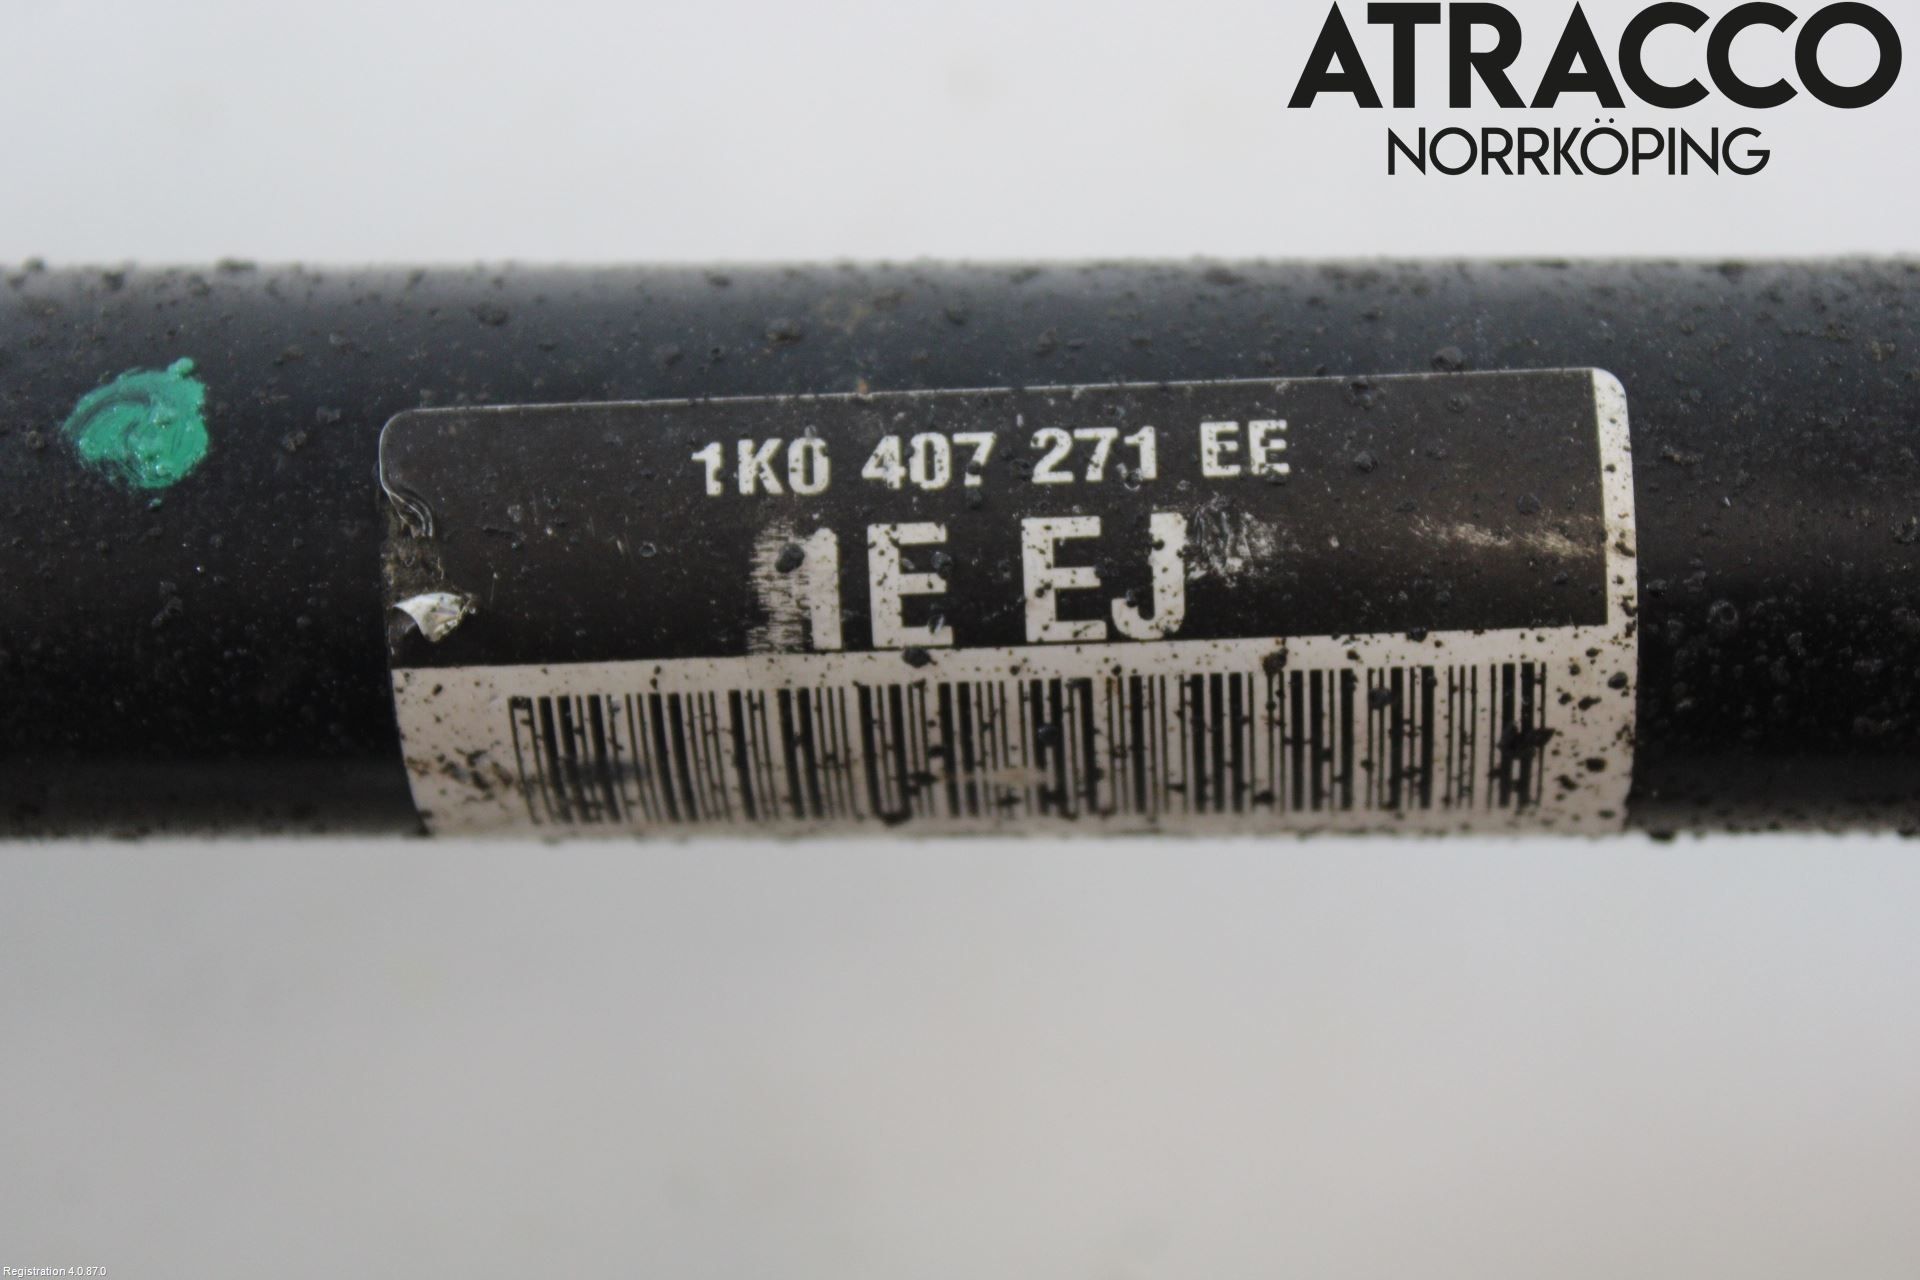 ATRACCO
NORRKÖPING
1K0 407 271 EE
1E EJ
Registration 4.0.87.0